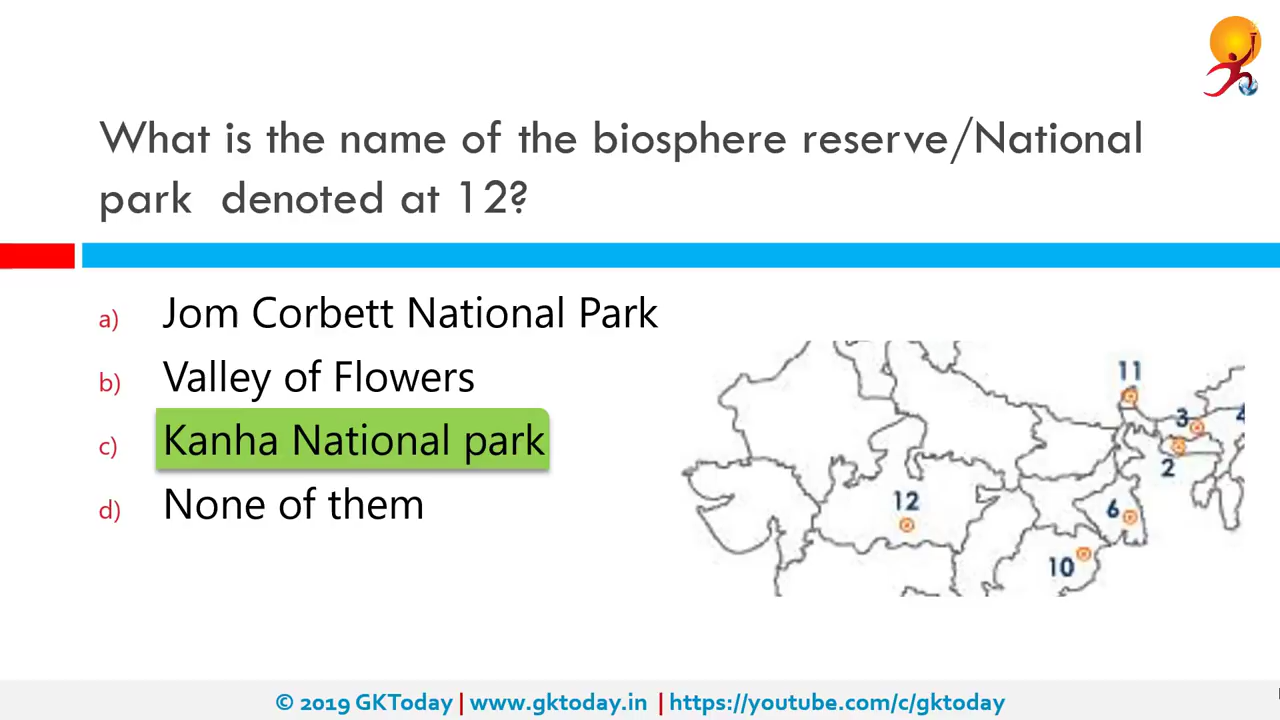 What is the name of the biosphere reserve/National
park denoted at 12?
a) Jom Corbett National Park
b) Valley of Flowers
c) Kanha National park
d) None of them
11
3
4
2
12
6
10
© 2019 GKToday | www.gktoday.in | https://youtube.com/c/gktoday